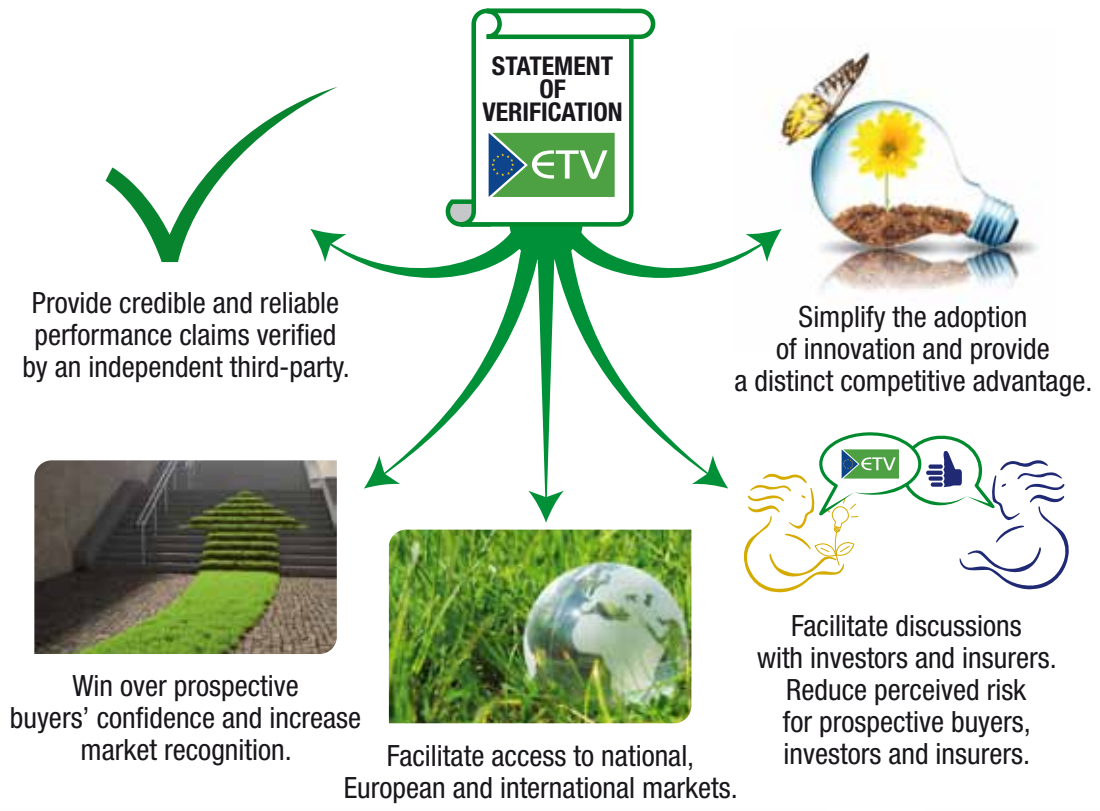 STATEMENT
OF
VERIFICATION
ETV
Provide credible and reliable
performance claims verified
by an independent third-party.
Simplify the adoption
of innovation and provide
a distinct competitive advantage.
Win over prospective
buyers’ confidence and increase
market recognition.
Facilitate access to national,
European and international markets.
ETV
Facilitate discussions
with investors and insurers.
Reduce perceived risk
for prospective buyers,
investors and insurers.